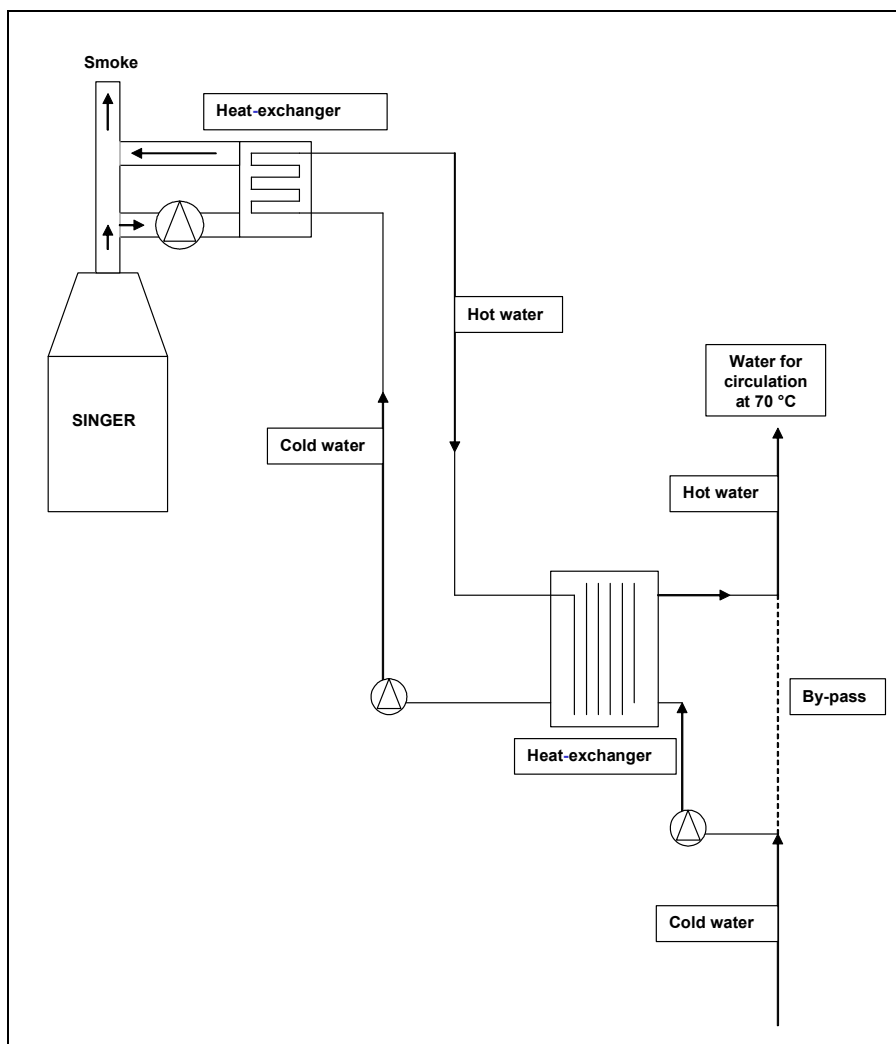 Smoke
Heat-exchanger
Hot water
SINGER
Water for
circulation
at 70 °C
Cold water
Hot water
By-pass
Heat-exchanger
Cold water